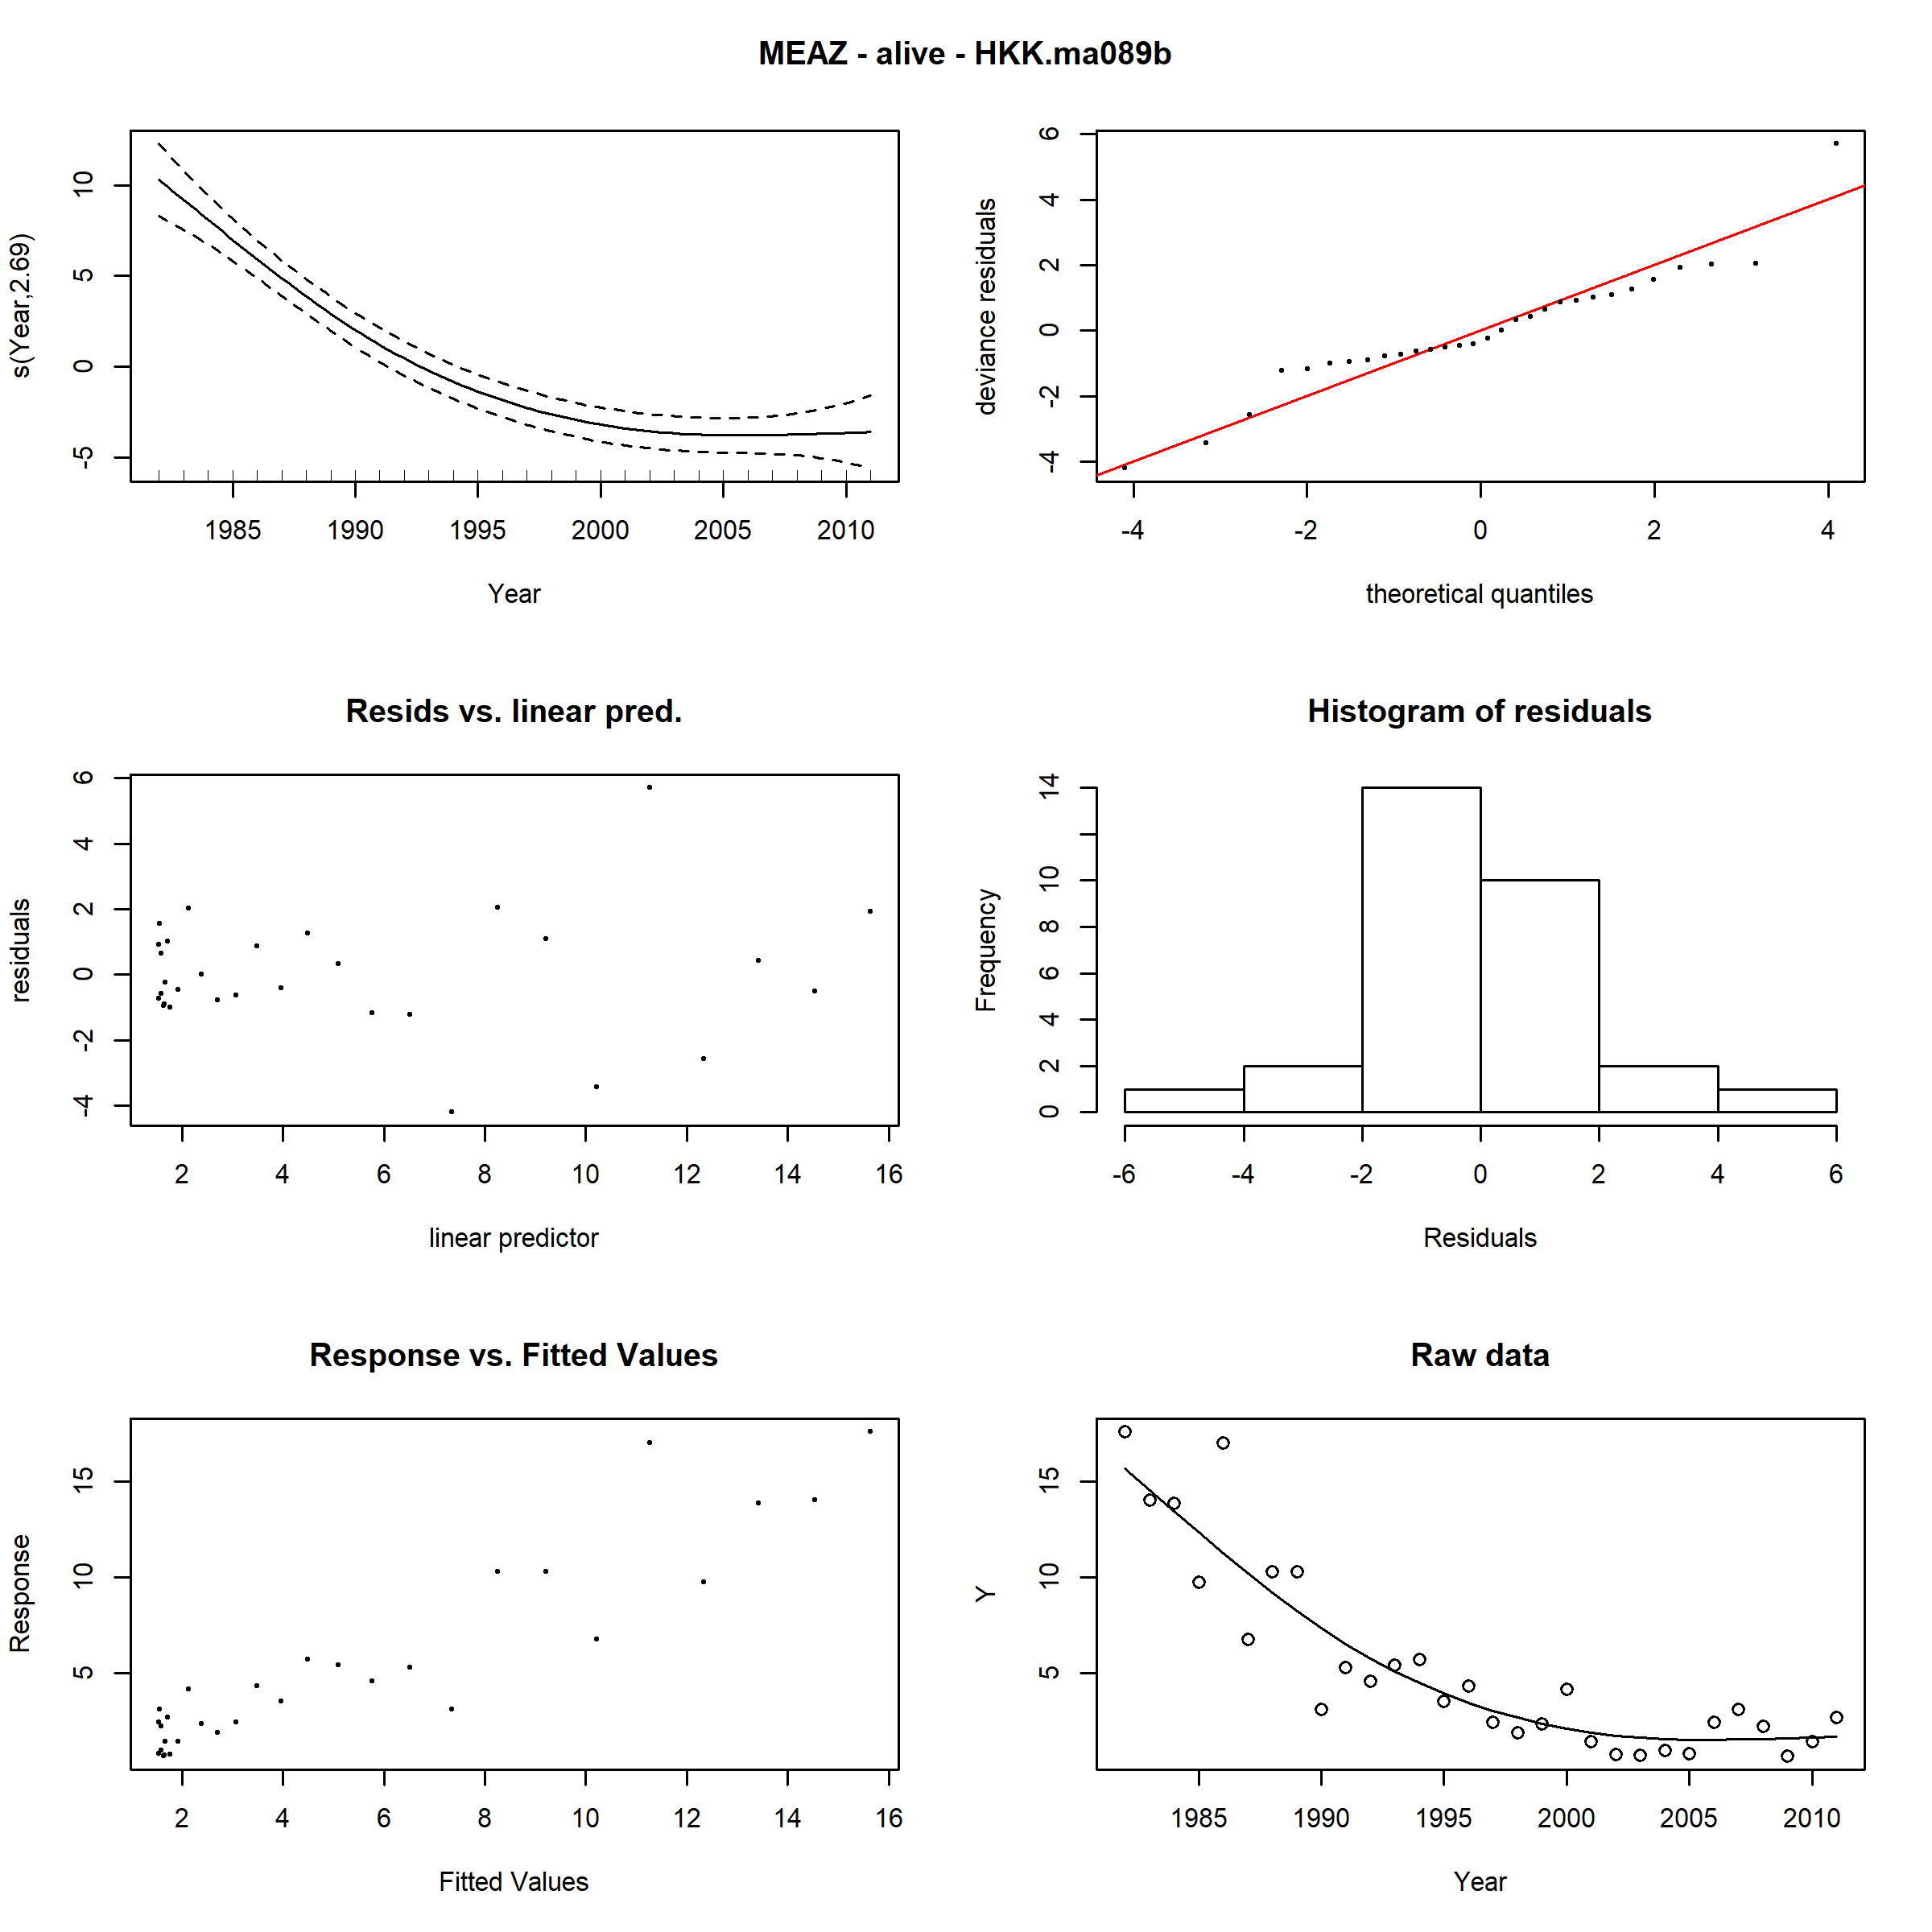 MEAZ - alive - HKK.ma089b
s(Year,2.69)
10
5
0
-5
1985 1990 1995 2000 2005 2010
Year
deviance residuals
6
4
2
0
-2
-4
-4 -2 0 2 4
theoretical quantiles
Resids vs. linear pred.
residuals
6
4
2
0
-2
-4
2 4 6 8 10 12 14 16
linear predictor
Histogram of residuals
Frequency
14
10
8
6
4
2
0
-6 -4 -2 0 2 4 6
Residuals
Response vs. Fitted Values
Response
15
10
5
2 4 6 8 10 12 14 16
Fitted Values
Raw data
Y
15
10
5
1985 1990 1995 2000 2005 2010
Year